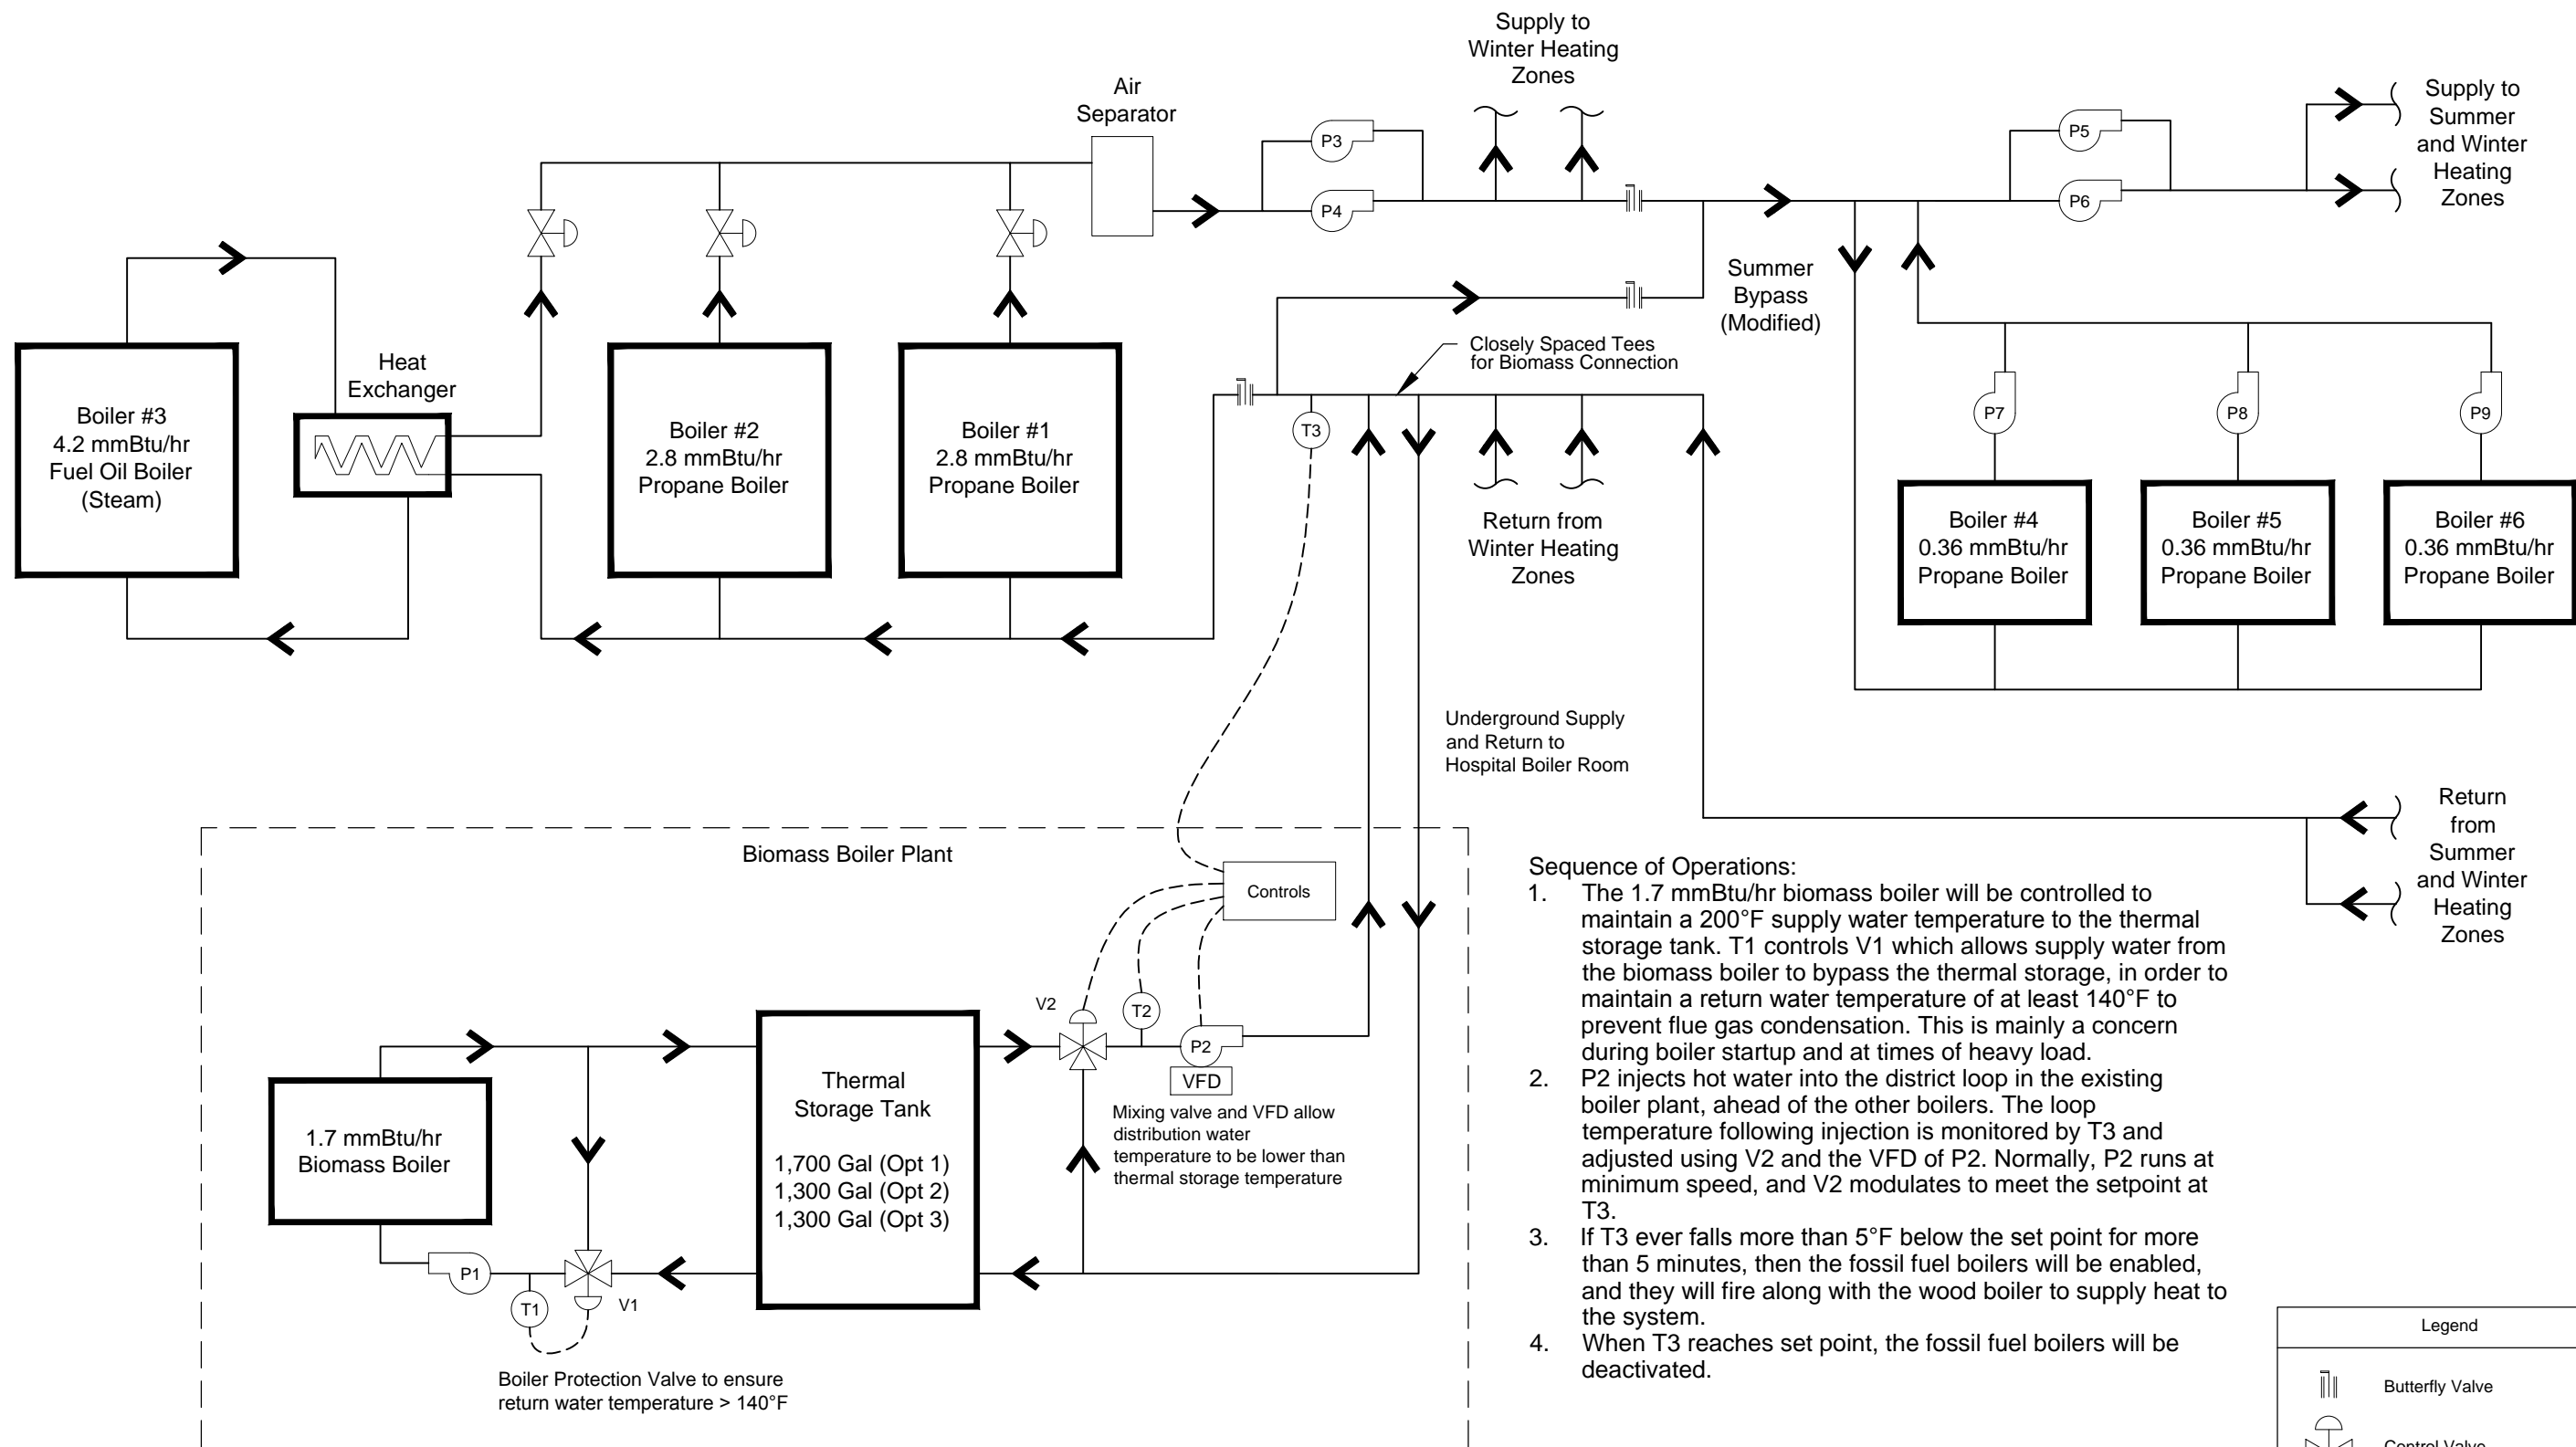 Supply to
Winter Heating
Zones
Air
Separator
P3
P4
P5
P6
Supply to
Summer
and Winter
Heating
Zones
Summer
Bypass
(Modified)
Closely Spaced Tees
for Biomass Connection
Heat
Exchanger
Boiler #3
4.2 mmBtu/hr
Fuel Oil Boiler
(Steam)
Boiler #2
2.8 mmBtu/hr
Propane Boiler
Boiler #1
2.8 mmBtu/hr
Propane Boiler
T3
Return from
Winter Heating
Zones
P7
P8
P9
Boiler #4
0.36 mmBtu/hr
Propane Boiler
Boiler #5
0.36 mmBtu/hr
Propane Boiler
Boiler #6
0.36 mmBtu/hr
Propane Boiler
Underground Supply
and Return to
Hospital Boiler Room
Return
from
Summer
and Winter
Heating
Zones
Biomass Boiler Plant
Controls
V2
T2
P2
VFD
Mixing valve and VFD allow
distribution water
temperature to be lower than
thermal storage temperature
Thermal
Storage Tank
1,700 Gal (Opt 1)
1,300 Gal (Opt 2)
1,300 Gal (Opt 3)
1.7 mmBtu/hr
Biomass Boiler
P1
T1
V1
Boiler Protection Valve to ensure
return water temperature > 140°F
Sequence of Operations:
1. The 1.7 mmBtu/hr biomass boiler will be controlled to
maintain a 200°F supply water temperature to the thermal
storage tank. T1 controls V1 which allows supply water from
the biomass boiler to bypass the thermal storage, in order to
maintain a return water temperature of at least 140°F to
prevent flue gas condensation. This is mainly a concern
during boiler startup and at times of heavy load.
2. P2 injects hot water into the district loop in the existing
boiler plant, ahead of the other boilers. The loop
temperature following injection is monitored by T3 and
adjusted using V2 and the VFD of P2. Normally, P2 runs at
minimum speed, and V2 modulates to meet the setpoint at
T3.
3. If T3 ever falls more than 5°F below the set point for more
than 5 minutes, then the fossil fuel boilers will be enabled,
and they will fire along with the wood boiler to supply heat to
the system.
4. When T3 reaches set point, the fossil fuel boilers will be
deactivated.
Legend
Butterfly Valve
Control Valve